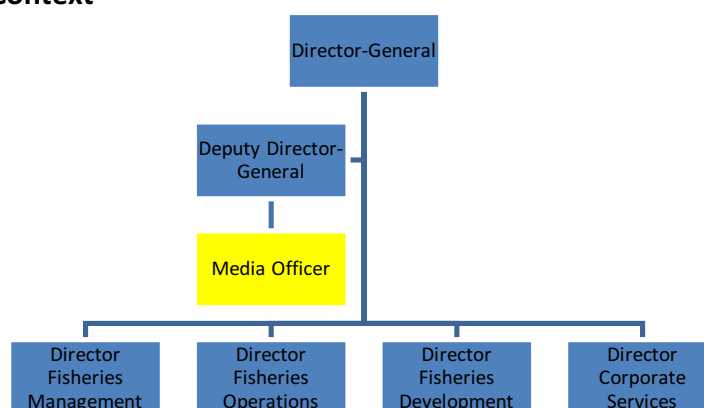 Context
Director-General
Deputy Director-
General
Media Officer
Director
Fisheries
Management
Director
Fisheries
Operations
Director
Fisheries
Development
Director
Corporate
Services